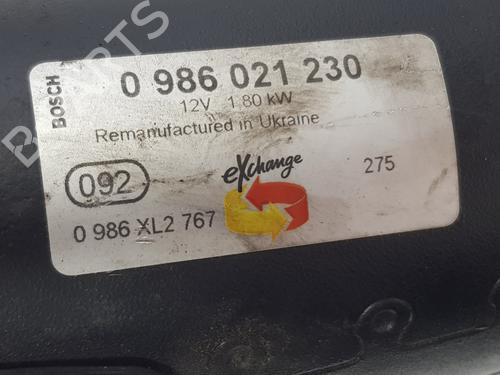 BOSCH
0 986 021 230
12V 1.80 kW
Remanufactured in Ukraine
092
eXchange
275
0 986 XL2 767
PARTS